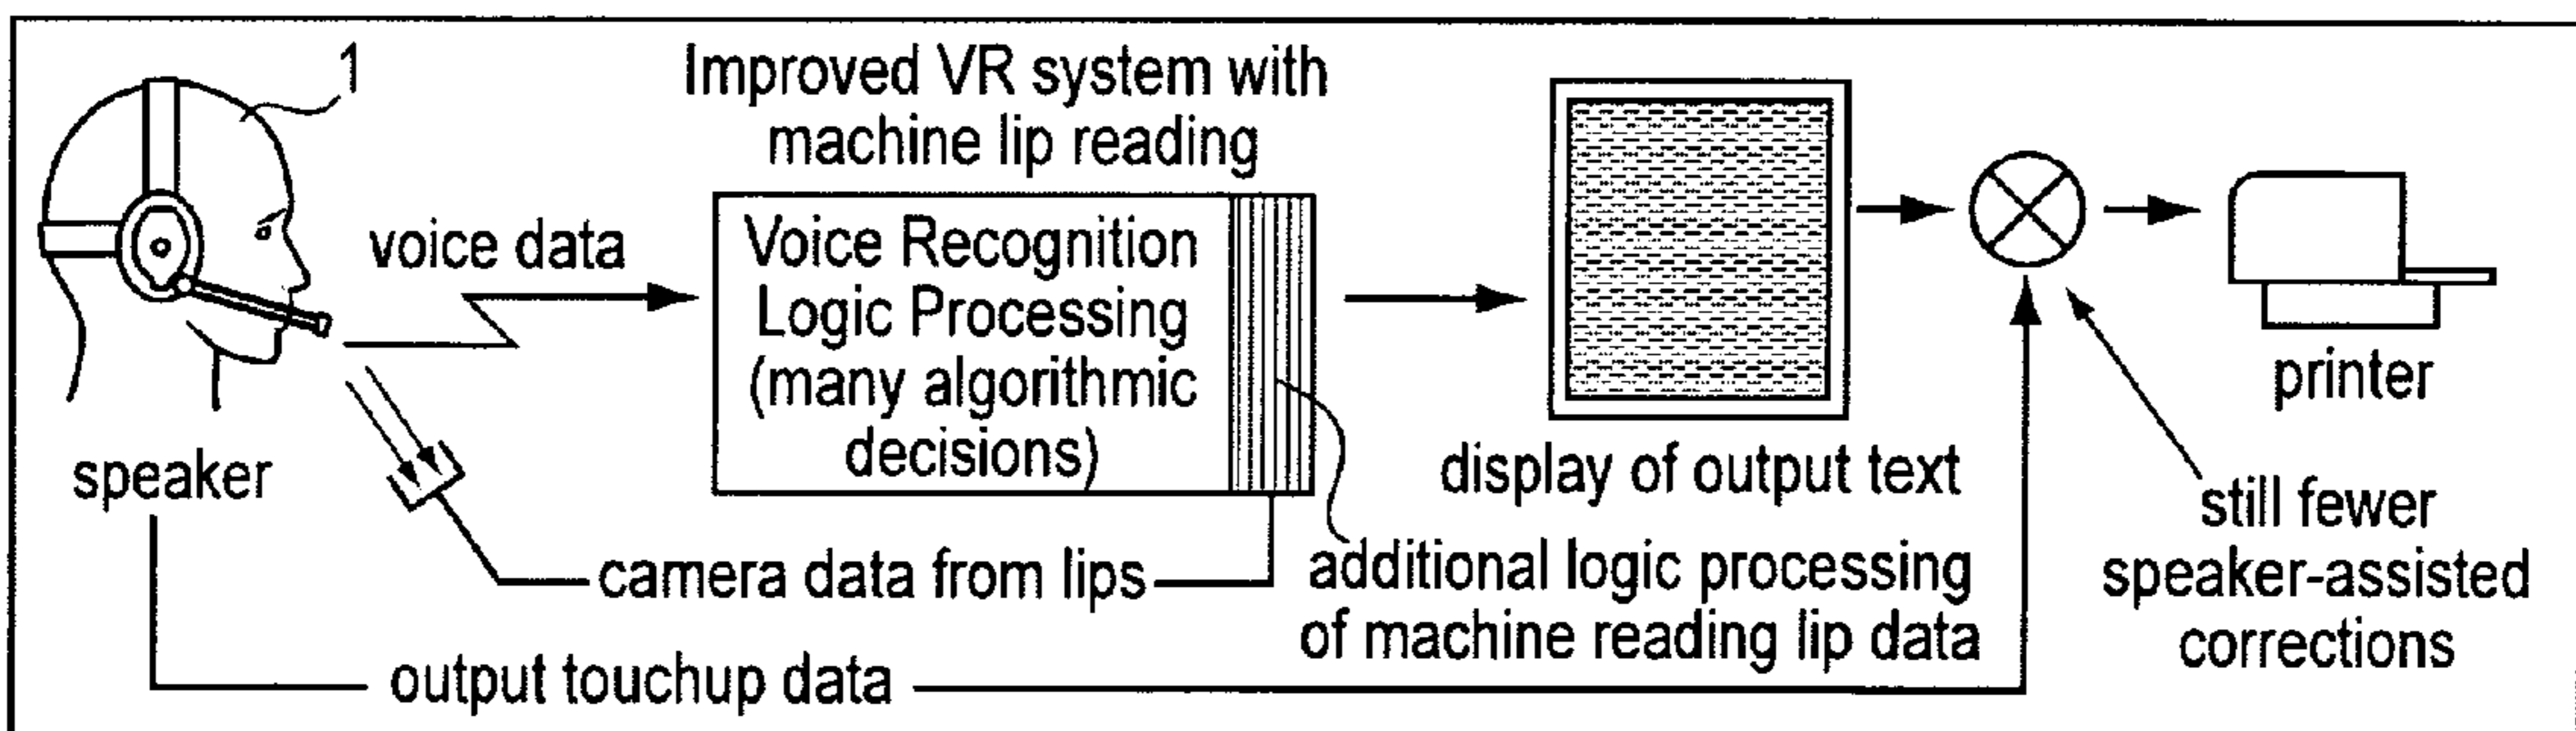 1
Improved VR system with
machine lip reading
voice data
Voice Recognition
Logic Processing
(many algorithmic
decisions)
speaker
display of output text
printer
camera data from lips
additional logic processing
of machine reading lip data
still fewer
speaker-assisted
corrections
output touchup data